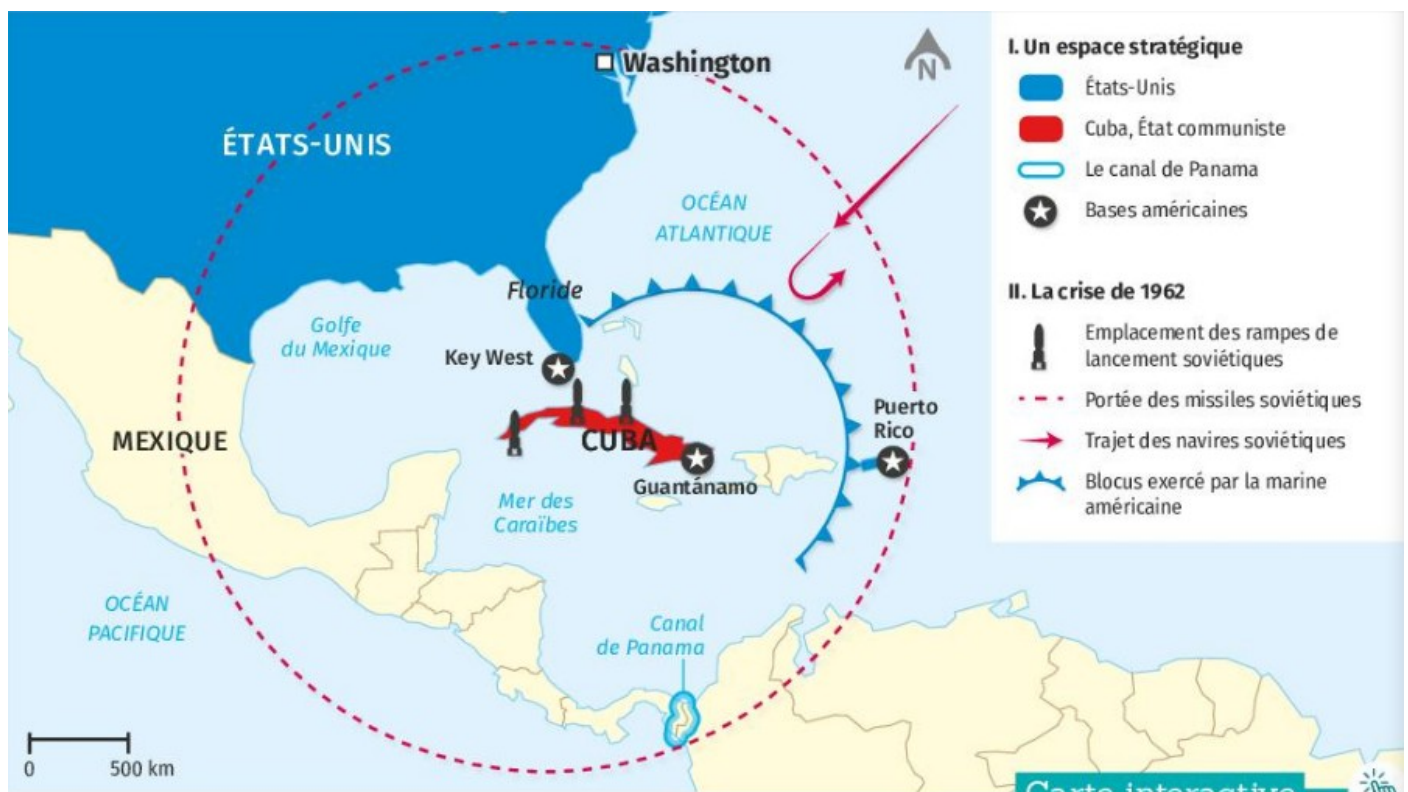 Washington
N
ÉTATS-UNIS
OCÉAN
ATLANTIQUE
Floride
Golfe
du Mexique
Key West
MEXIQUE
CUBA
Puerto
Rico
Guantánamo
Mer des
Caraïbes
OCÉAN
PACIFIQUE
Canal
de Panama
0 500 km
I. Un espace stratégique
États-Unis
Cuba, État communiste
Le canal de Panama
Bases américaines
II. La crise de 1962
Emplacement des rampes de
lancement soviétiques
Portée des missiles soviétiques
Trajet des navires soviétiques
Blocus exercé par la marine
américaine
Carte interactive